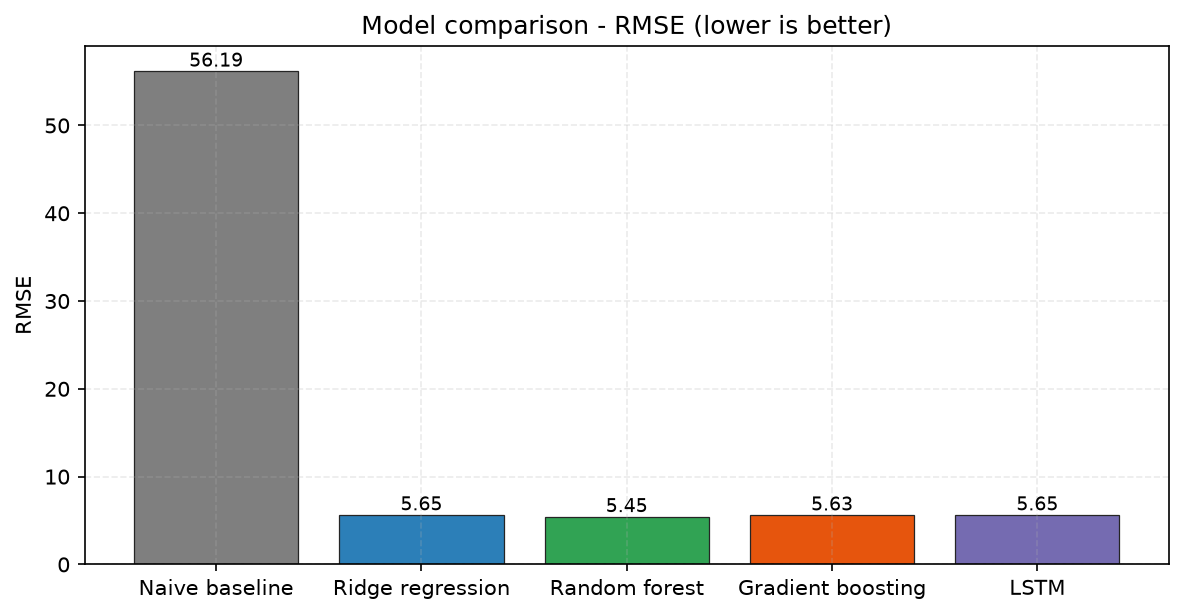 Model comparison - RMSE (lower is better)
56.19
5.65
5.45
5.63
5.65
RMSE
50
40
30
20
10
0
Naive baseline
Ridge regression
Random forest
Gradient boosting
LSTM